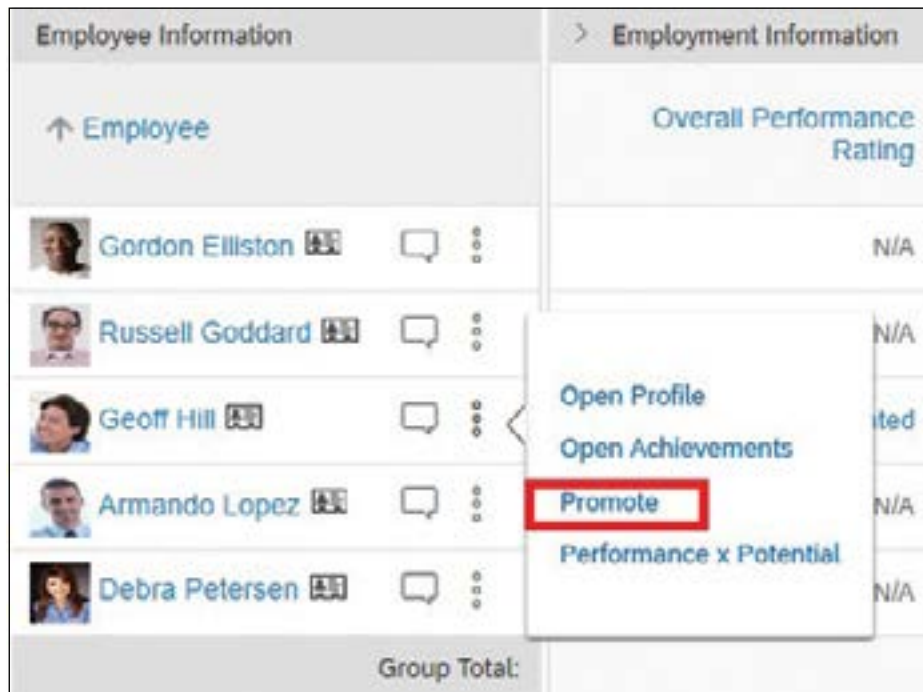 Employee Information
> Employment Information
↑ Employee
Overall Performance
Rating
Gordon Elliston
N/A
Russell Goddard
N/A
Geoff Hill
ated
Armando Lopez
N/A
Debra Petersen
N/A
Open Profile
Open Achievements
Promote
Performance x Potential
Group Total: